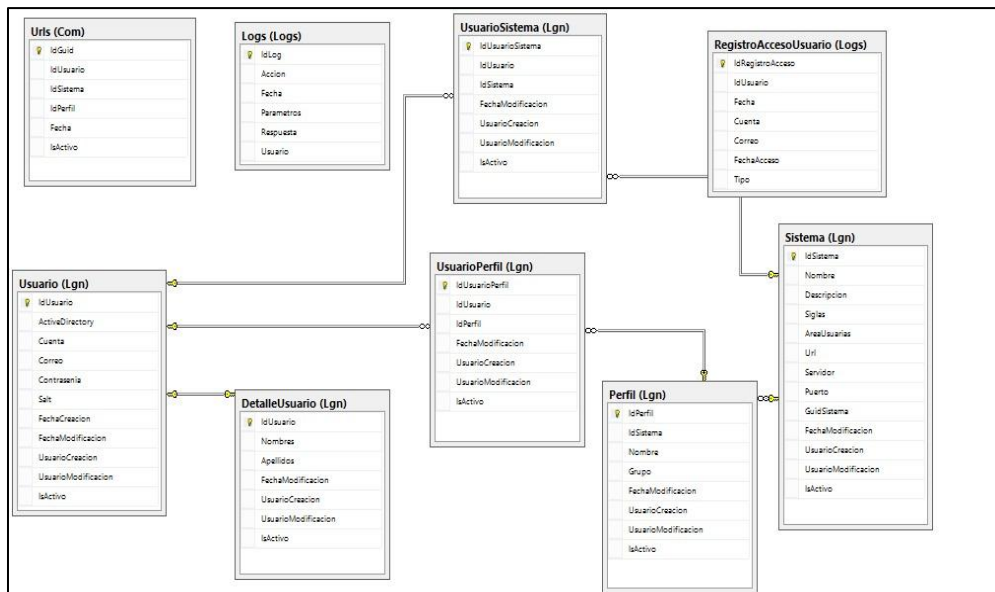 Urls (Com)
IdGuid
IdUsuario
IdSistema
IdPerfil
Fecha
IsActivo
Logs (Logs)
IdLog
Accion
Fecha
Parametros
Respuesta
Usuario
UsuarioSistema (Lgn)
IdUsuarioSistema
IdUsuario
IdSistema
FechaModificacion
UsuarioCreacion
UsuarioModificacion
IsActivo
RegistroAccesoUsuario (Logs)
IdRegistroAcceso
IdUsuario
Fecha
Cuenta
Correo
FechaAcceso
Tipo
Usuario (Lgn)
IdUsuario
ActiveDirectory
Cuenta
Correo
Contrasenia
Salt
FechaCreacion
FechaModificacion
UsuarioCreacion
UsuarioModificacion
IsActivo
DetalleUsuario (Lgn)
IdUsuario
Nombres
Apellidos
FechaModificacion
UsuarioCreacion
UsuarioModificacion
IsActivo
UsuarioPerfil (Lgn)
IdUsuarioPerfil
IdUsuario
IdPerfil
FechaModificacion
UsuarioCreacion
UsuarioModificacion
IsActivo
Perfil (Lgn)
IdPerfil
IdSistema
Nombre
Grupo
FechaModificacion
UsuarioCreacion
UsuarioModificacion
IsActivo
Sistema (Lgn)
IdSistema
Nombre
Descripcion
Siglas
AreaUsuarias
Url
Servidor
Puerto
GuidSistema
FechaModificacion
UsuarioCreacion
UsuarioModificacion
IsActivo